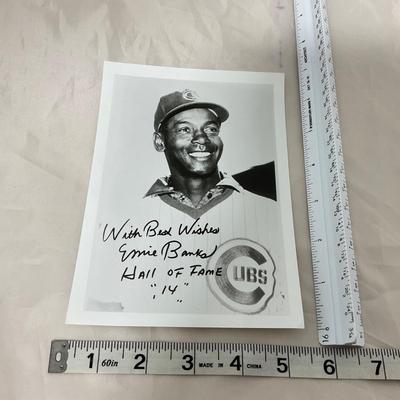 With Best Wishes
Ernie Banks
HALL OF FAME
"14"
CUBS
1 2 3 4 5 6 7
60in
MADE IN CHINA
16